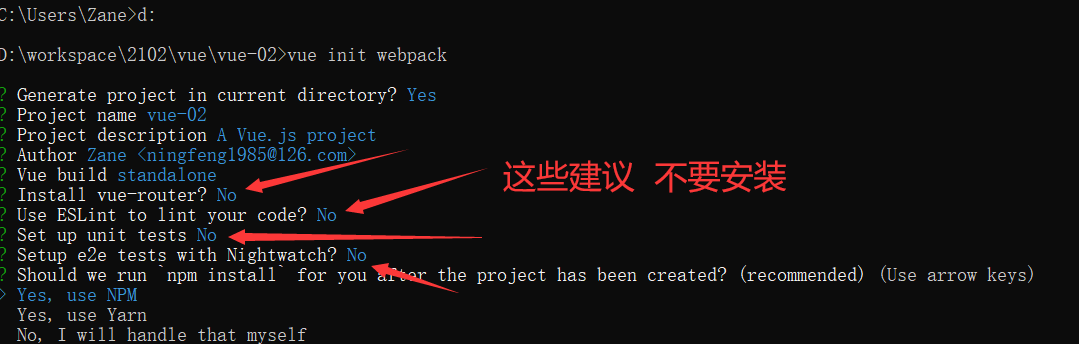 C:\Users\Zane>d:
D:\workspace\2102\vue\vue-02>vue init webpack
? Generate project in current directory? Yes
? Project name vue-02
? Project description A Vue.js project
? Author Zane <ningfeng1985@126.com>
? Vue build standalone
? Install vue-router? No
? Use ESLint to lint your code? No
这些建议 不要安装
? Set up unit tests No
? Setup e2e tests with Nightwatch? No
? Should we run `npm install` for you after the project has been created? (recommended) (Use arrow keys)
> Yes, use NPM
Yes, use Yarn
No, I will handle that myself